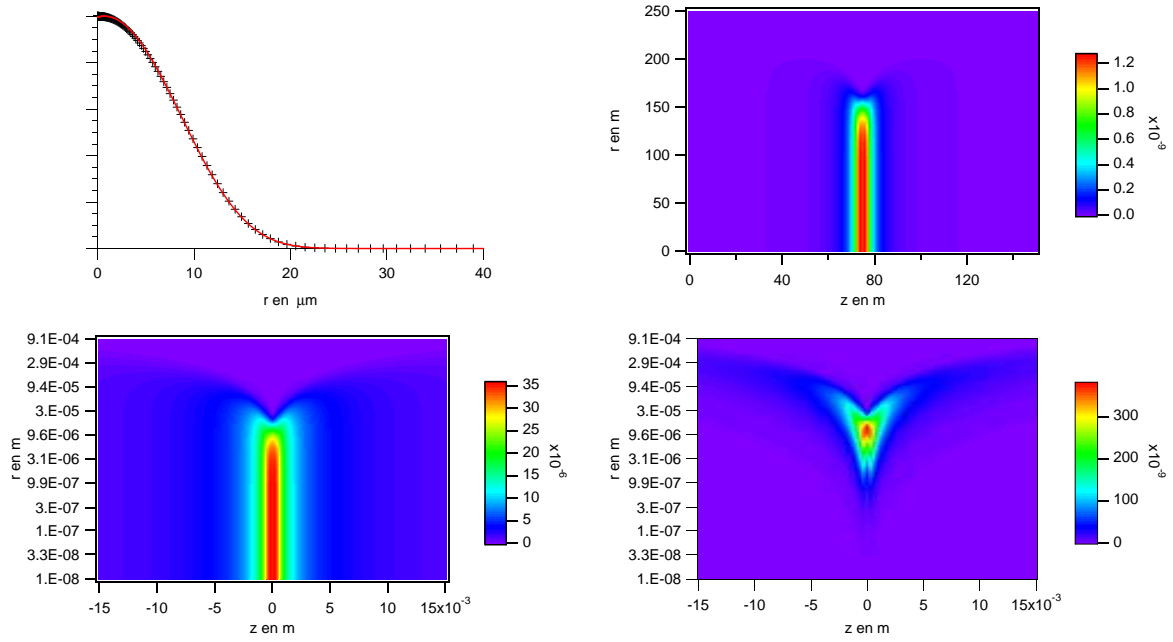 0 10 20 30 40
r en μm
250
200
150
100
50
0
r en m
0 40 80 120
z en m
1.2
1.0
0.8
0.6
0.4
0.2
0.0
x10⁻⁹
9.1E-04
2.9E-04
9.4E-05
3E-05
9.6E-06
3.1E-06
9.9E-07
3E-07
1.1E-07
3.3E-08
1.E-08
r en m
-15 -10 -5 0 5 10 15x10⁻³
z en m
35
30
25
20
15
10
5
0
x10⁻⁶
9.1E-04
2.9E-04
9.4E-05
3.E-05
9.6E-06
3.1E-06
9.9E-07
3.E-07
1.E-07
3.3E-08
1.E-08
r en m
-15 -10 -5 0 5 10 15x10⁻³
z en m
300
200
100
0
x10⁻⁹